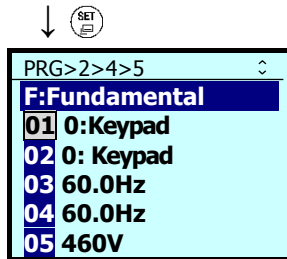 SET
PRG>2>4>5
F:Fundamental
01 0:Keypad
02 0: Keypad
03 60.0Hz
04 60.0Hz
05 460V